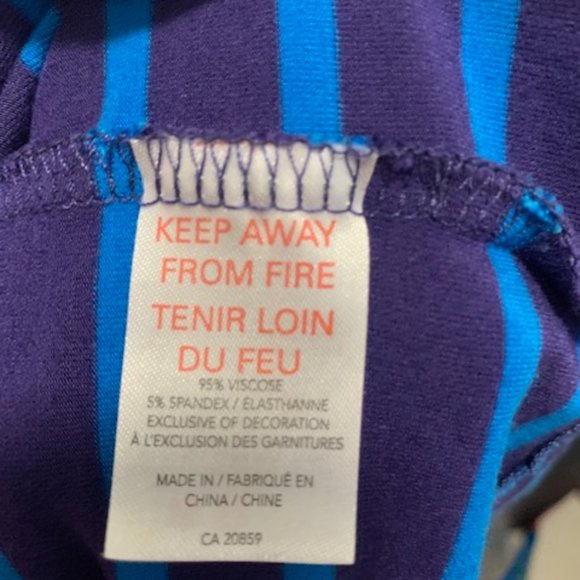 KEEP AWAY
FROM FIRE
TENIR LOIN
DU FEU
95% VISCOSE
5% SPANDEX / ÉLASTHANNE
EXCLUSIVE OF DECORATION
À L'EXCLUSION DES GARNITURES
MADE IN / FABRIQUÉ EN
CHINA / CHINE
CA 20859